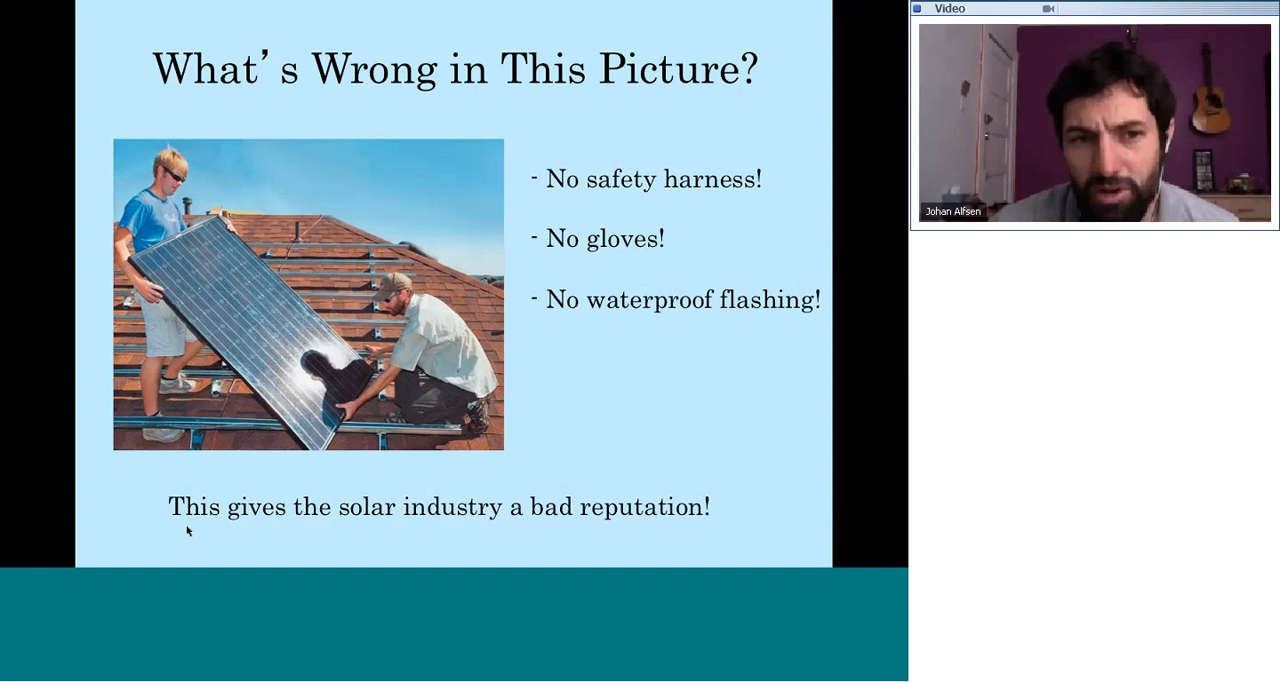 What’s Wrong in This Picture?
- No safety harness!
- No gloves!
- No waterproof flashing!
This gives the solar industry a bad reputation!
Video
Johan Alfsen